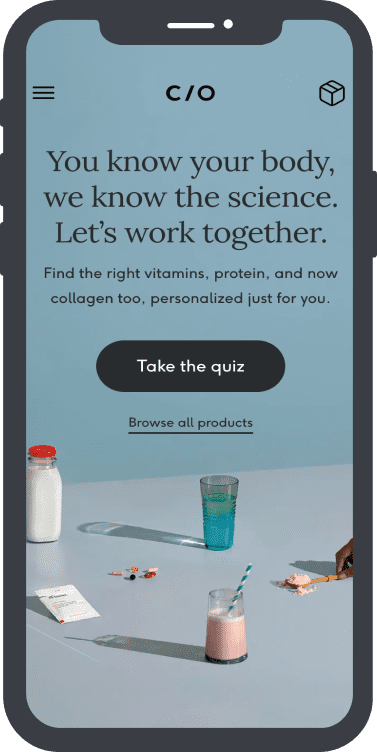 C/O
You know your body,
we know the science.
Let's work together.
Find the right vitamins, protein, and now
collagen too, personalized just for you.
Take the quiz
Browse all products